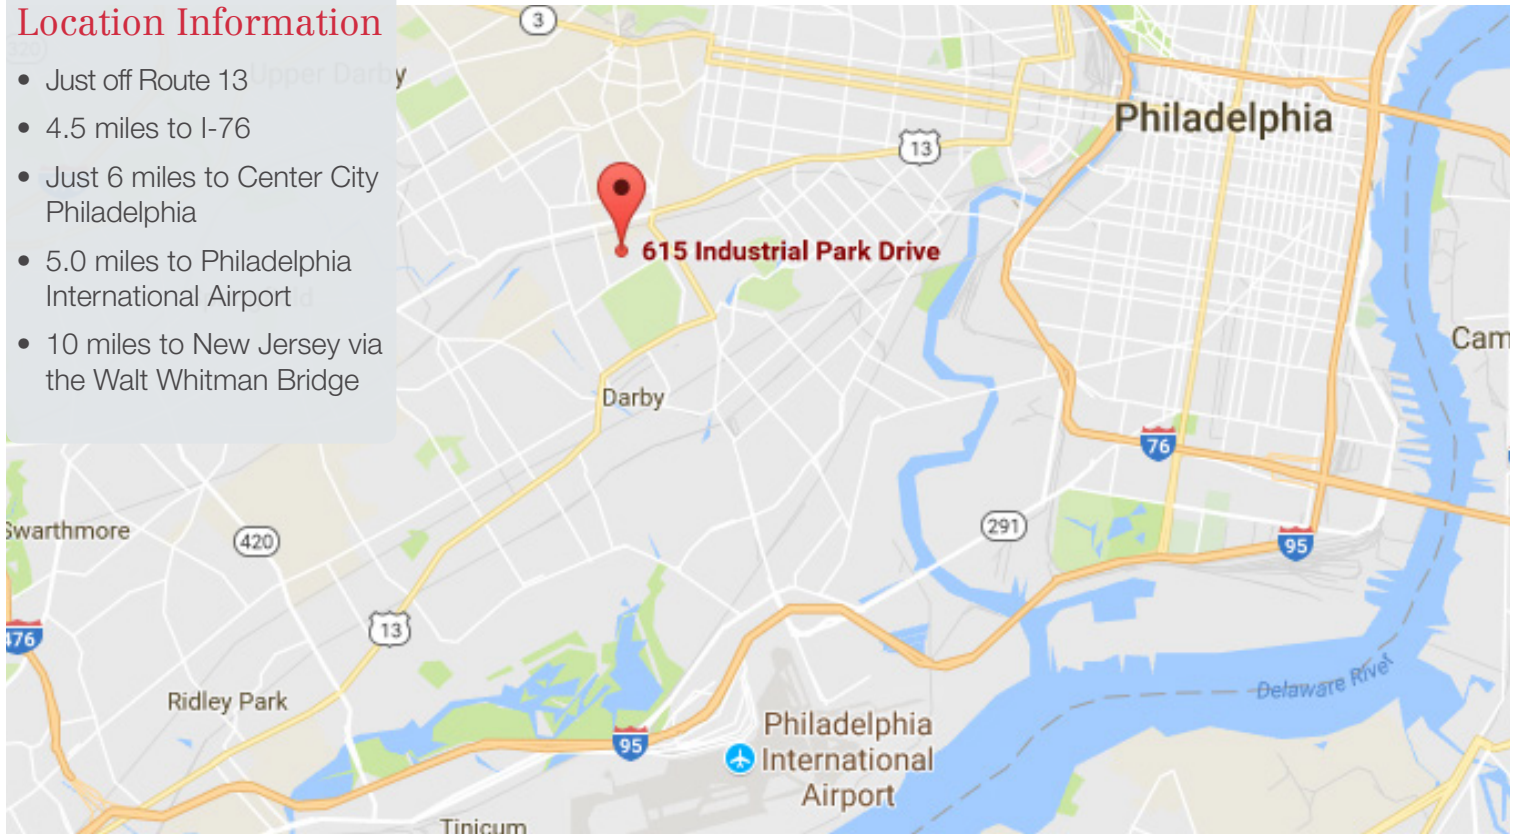 Location Information
• Just off Route 13
• 4.5 miles to I-76
• Just 6 miles to Center City
Philadelphia
• 5.0 miles to Philadelphia
International Airport
• 10 miles to New Jersey via
the Walt Whitman Bridge
320
Upper Darby
3
Philadelphia
13
615 Industrial Park Drive
Cam
Darby
76
Swarthmore
420
291
95
13
476
Ridley Park
Delaware River
95
Philadelphia
International
Airport
Tinicum